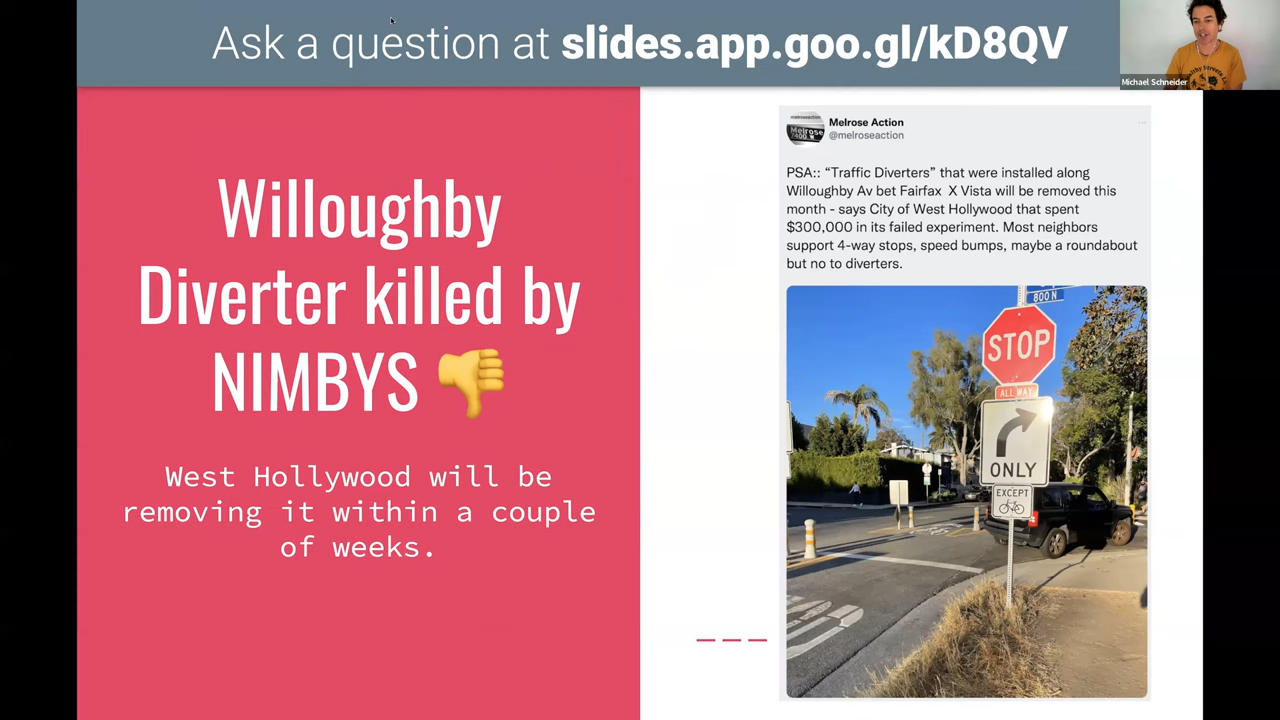 Ask a question at slides.app.goo.gl/kD8QV
Michael Schneider
Willoughby
Diverter killed by
NIMBYS 👎
West Hollywood will be
removing it within a couple
of weeks.
Melrose Action
@melroseaction
PSA:: “Traffic Diverters” that were installed along
Willoughby Av bet Fairfax X Vista will be removed this
month - says City of West Hollywood that spent
$300,000 in its failed experiment. Most neighbors
support 4-way stops, speed bumps, maybe a roundabout
but no to diverters.
800 N
STOP
ALL WAY
ONLY
EXCEPT